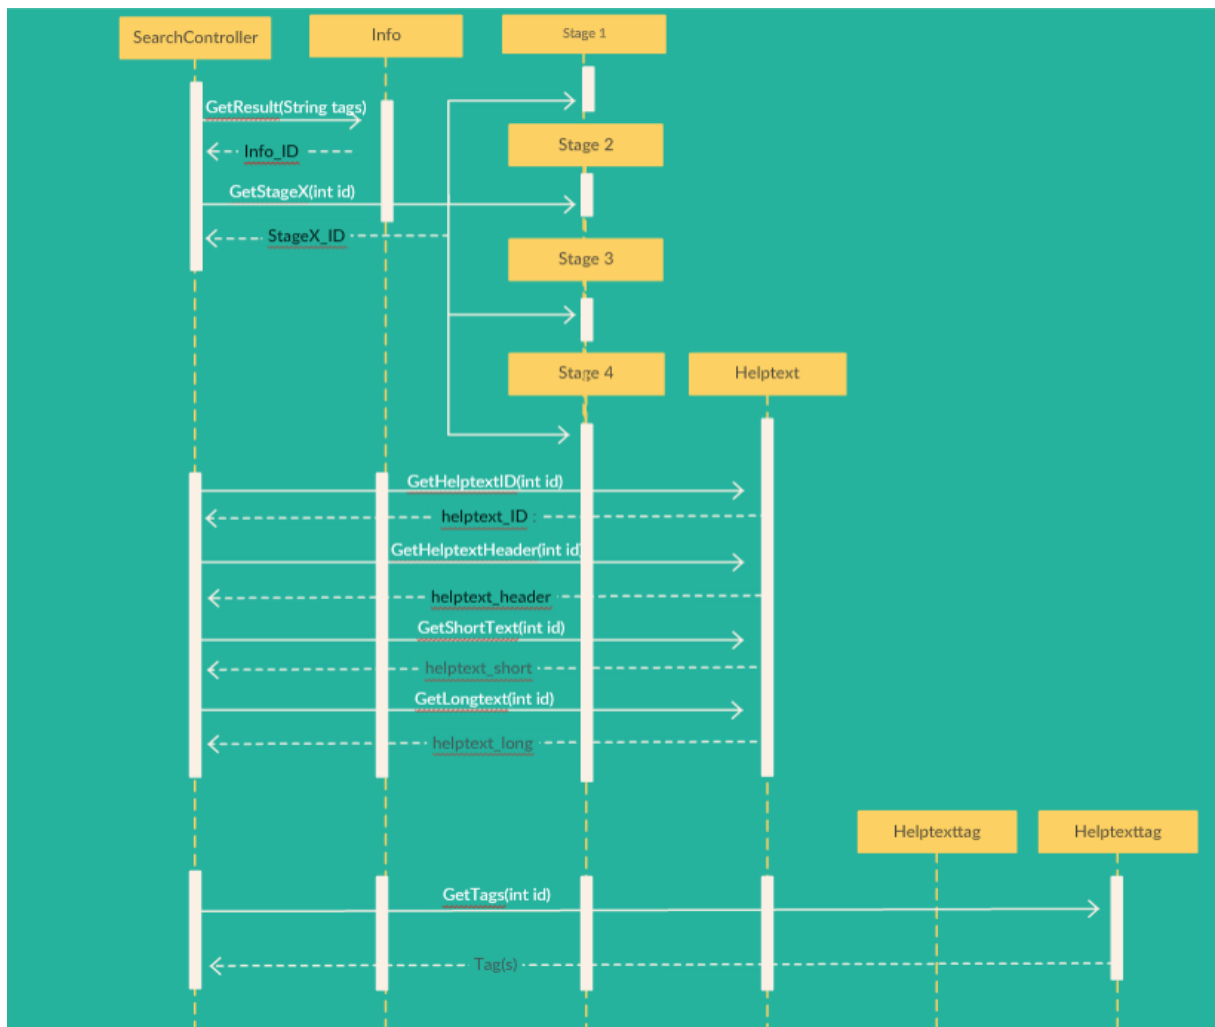 SearchController
Info
Stage 1
GetResult(String tags)
Stage 2
Info_ID
GetStageX(int id)
StageX_ID
Stage 3
Stage 4
Helptext
GetHelptextID(int id)
helptext_ID :
GetHelptextHeader(int id)
helptext_header
GetShortText(int id)
helptext_short
GetLongtext(int id)
helptext_long
Helptexttag
Helptexttag
GetTags(int id)
Tag(s)